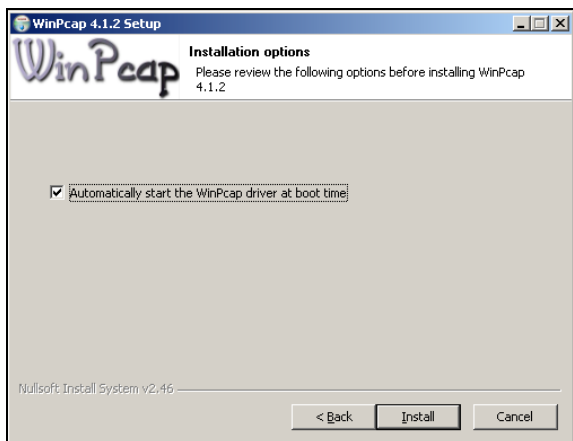 WinPcap 4.1.2 Setup
WinPcap
Installation options
Please review the following options before installing WinPcap
4.1.2
Automatically start the WinPcap driver at boot time
Nullsoft Install System v2.46
< Back
Install
Cancel